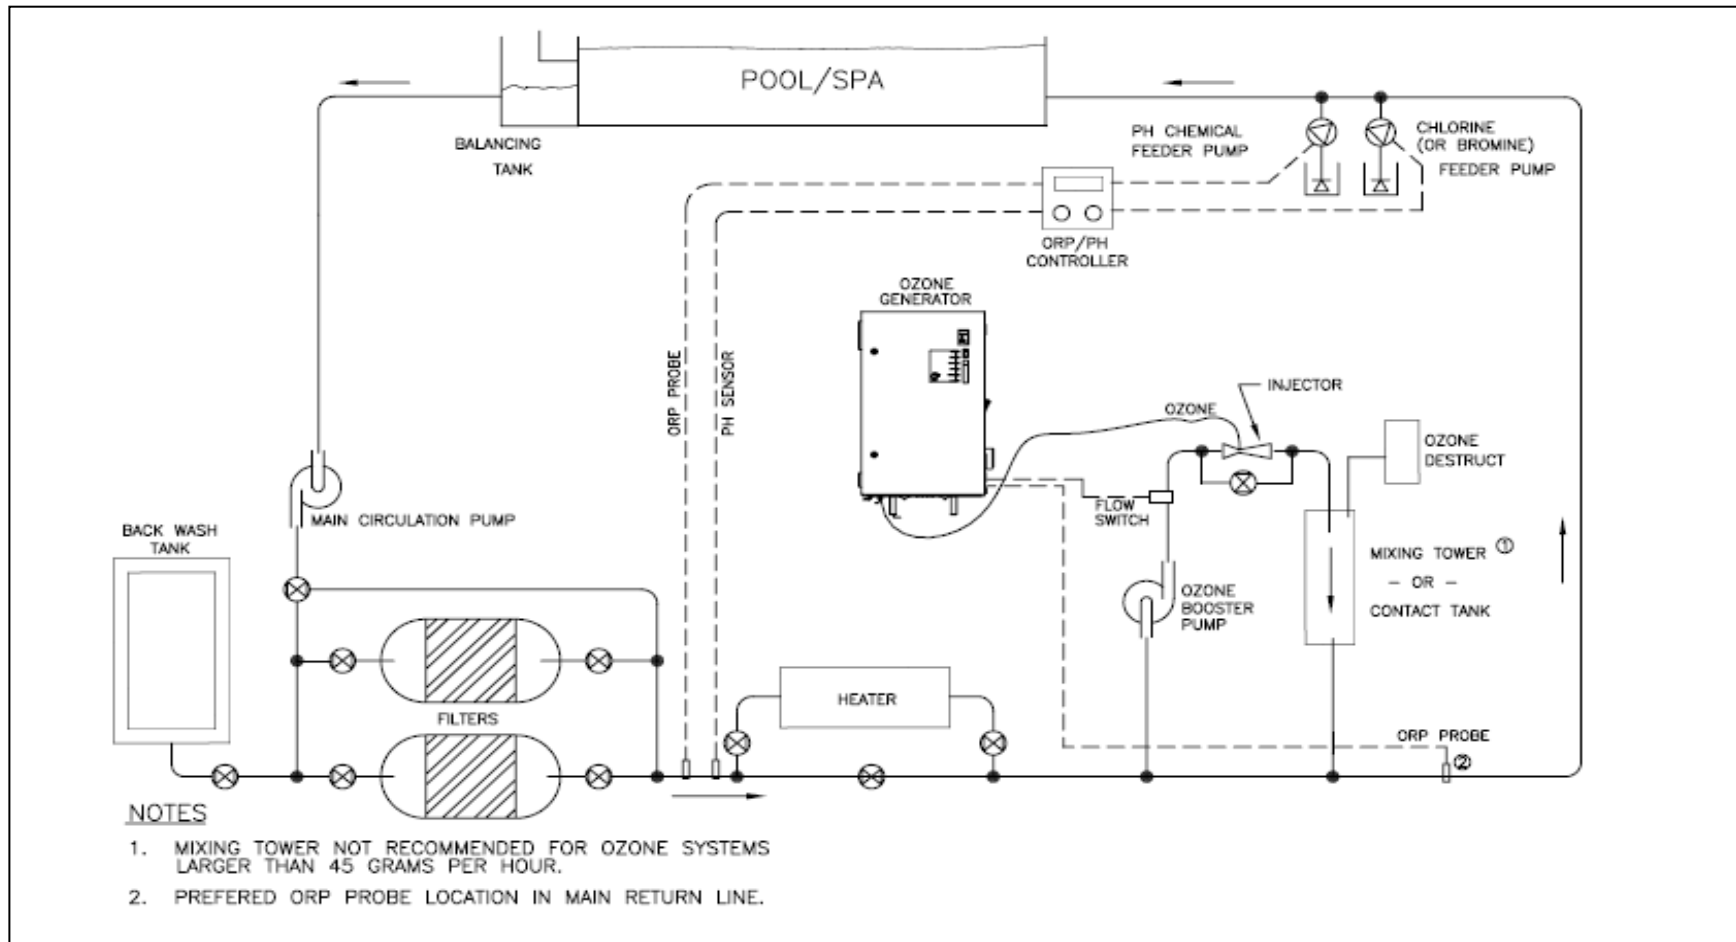 POOL/SPA
BALANCING
TANK
PH CHEMICAL
FEEDER PUMP
CHLORINE
(OR BROMINE)
FEEDER PUMP
ORP/PH
CONTROLLER
OZONE
GENERATOR
ORP PROBE
PH SENSOR
INJECTOR
OZONE
OZONE
DESTRUCT
FLOW
SWITCH
MAIN CIRCULATION PUMP
BACK WASH
TANK
MIXING TOWER ①
- OR -
CONTACT TANK
OZONE
BOOSTER
PUMP
HEATER
FILTERS
ORP PROBE
②
NOTES
1. MIXING TOWER NOT RECOMMENDED FOR OZONE SYSTEMS
LARGER THAN 45 GRAMS PER HOUR.
2. PREFERED ORP PROBE LOCATION IN MAIN RETURN LINE.